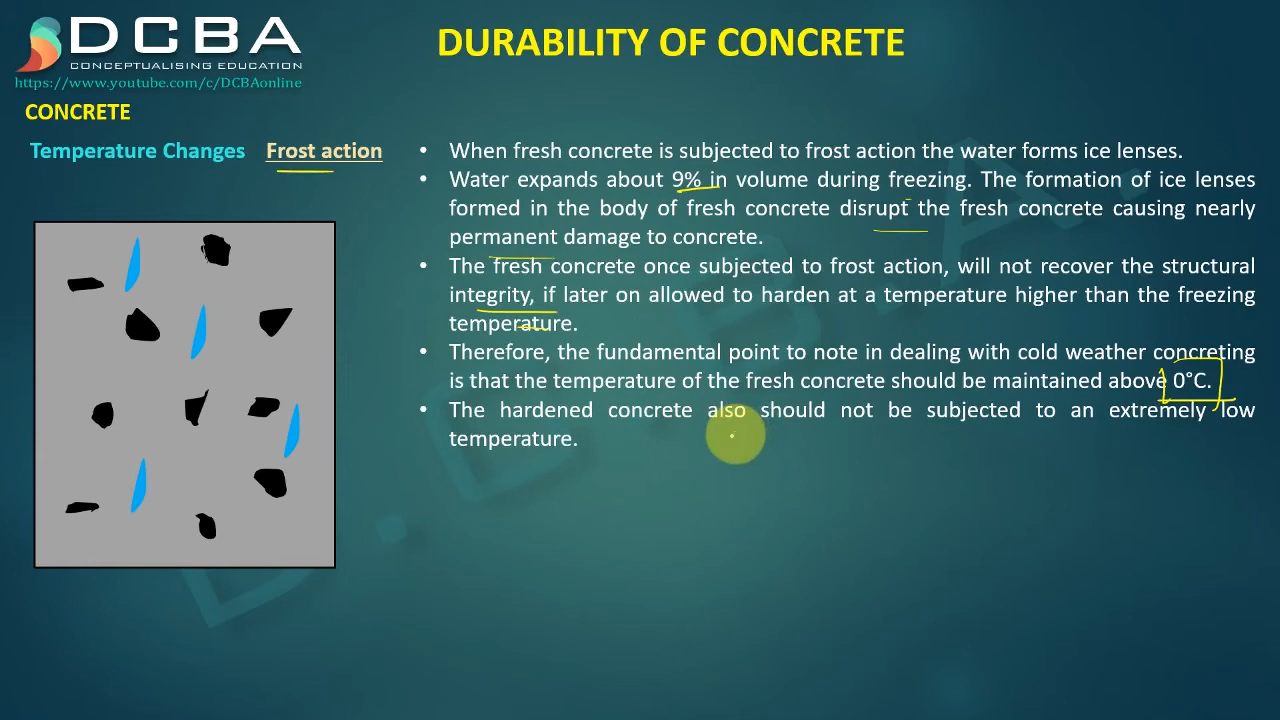 DCBA
CONCEPTUALISING EDUCATION
https://www.youtube.com/c/DCBAonline
DURABILITY OF CONCRETE
CONCRETE
Temperature Changes Frost action
• When fresh concrete is subjected to frost action the water forms ice lenses.
• Water expands about 9% in volume during freezing. The formation of ice lenses
formed in the body of fresh concrete disrupt the fresh concrete causing nearly
permanent damage to concrete.
• The fresh concrete once subjected to frost action, will not recover the structural
integrity, if later on allowed to harden at a temperature higher than the freezing
temperature.
• Therefore, the fundamental point to note in dealing with cold weather concreting
is that the temperature of the fresh concrete should be maintained above 0°C.
• The hardened concrete also should not be subjected to an extremely low
temperature.